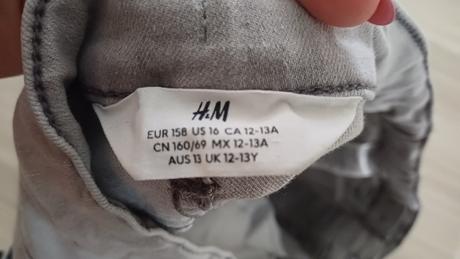 H&M
EUR 158 US 16 CA 12-13A
CN 160/69 MX 12-13A
AUS 13 UK 12-13Y